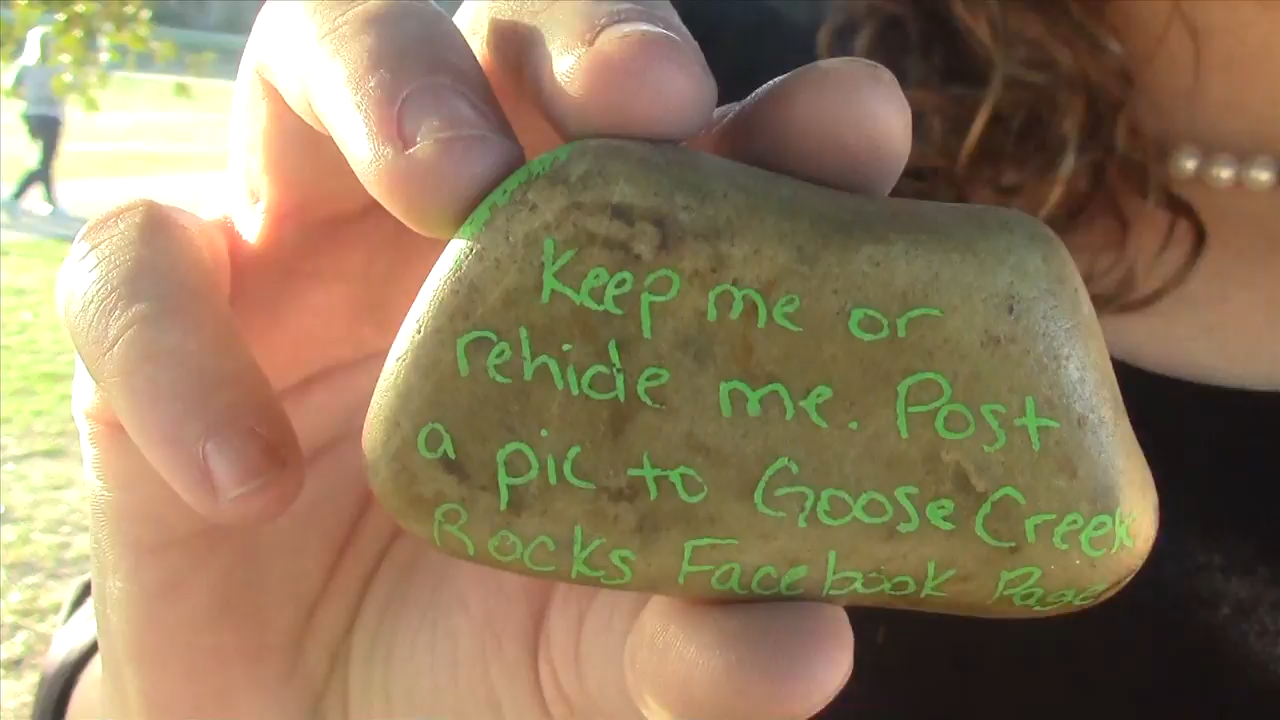 Keep me or
rehide me. Post
a pic to Goose Creek
Rocks Facebook Page